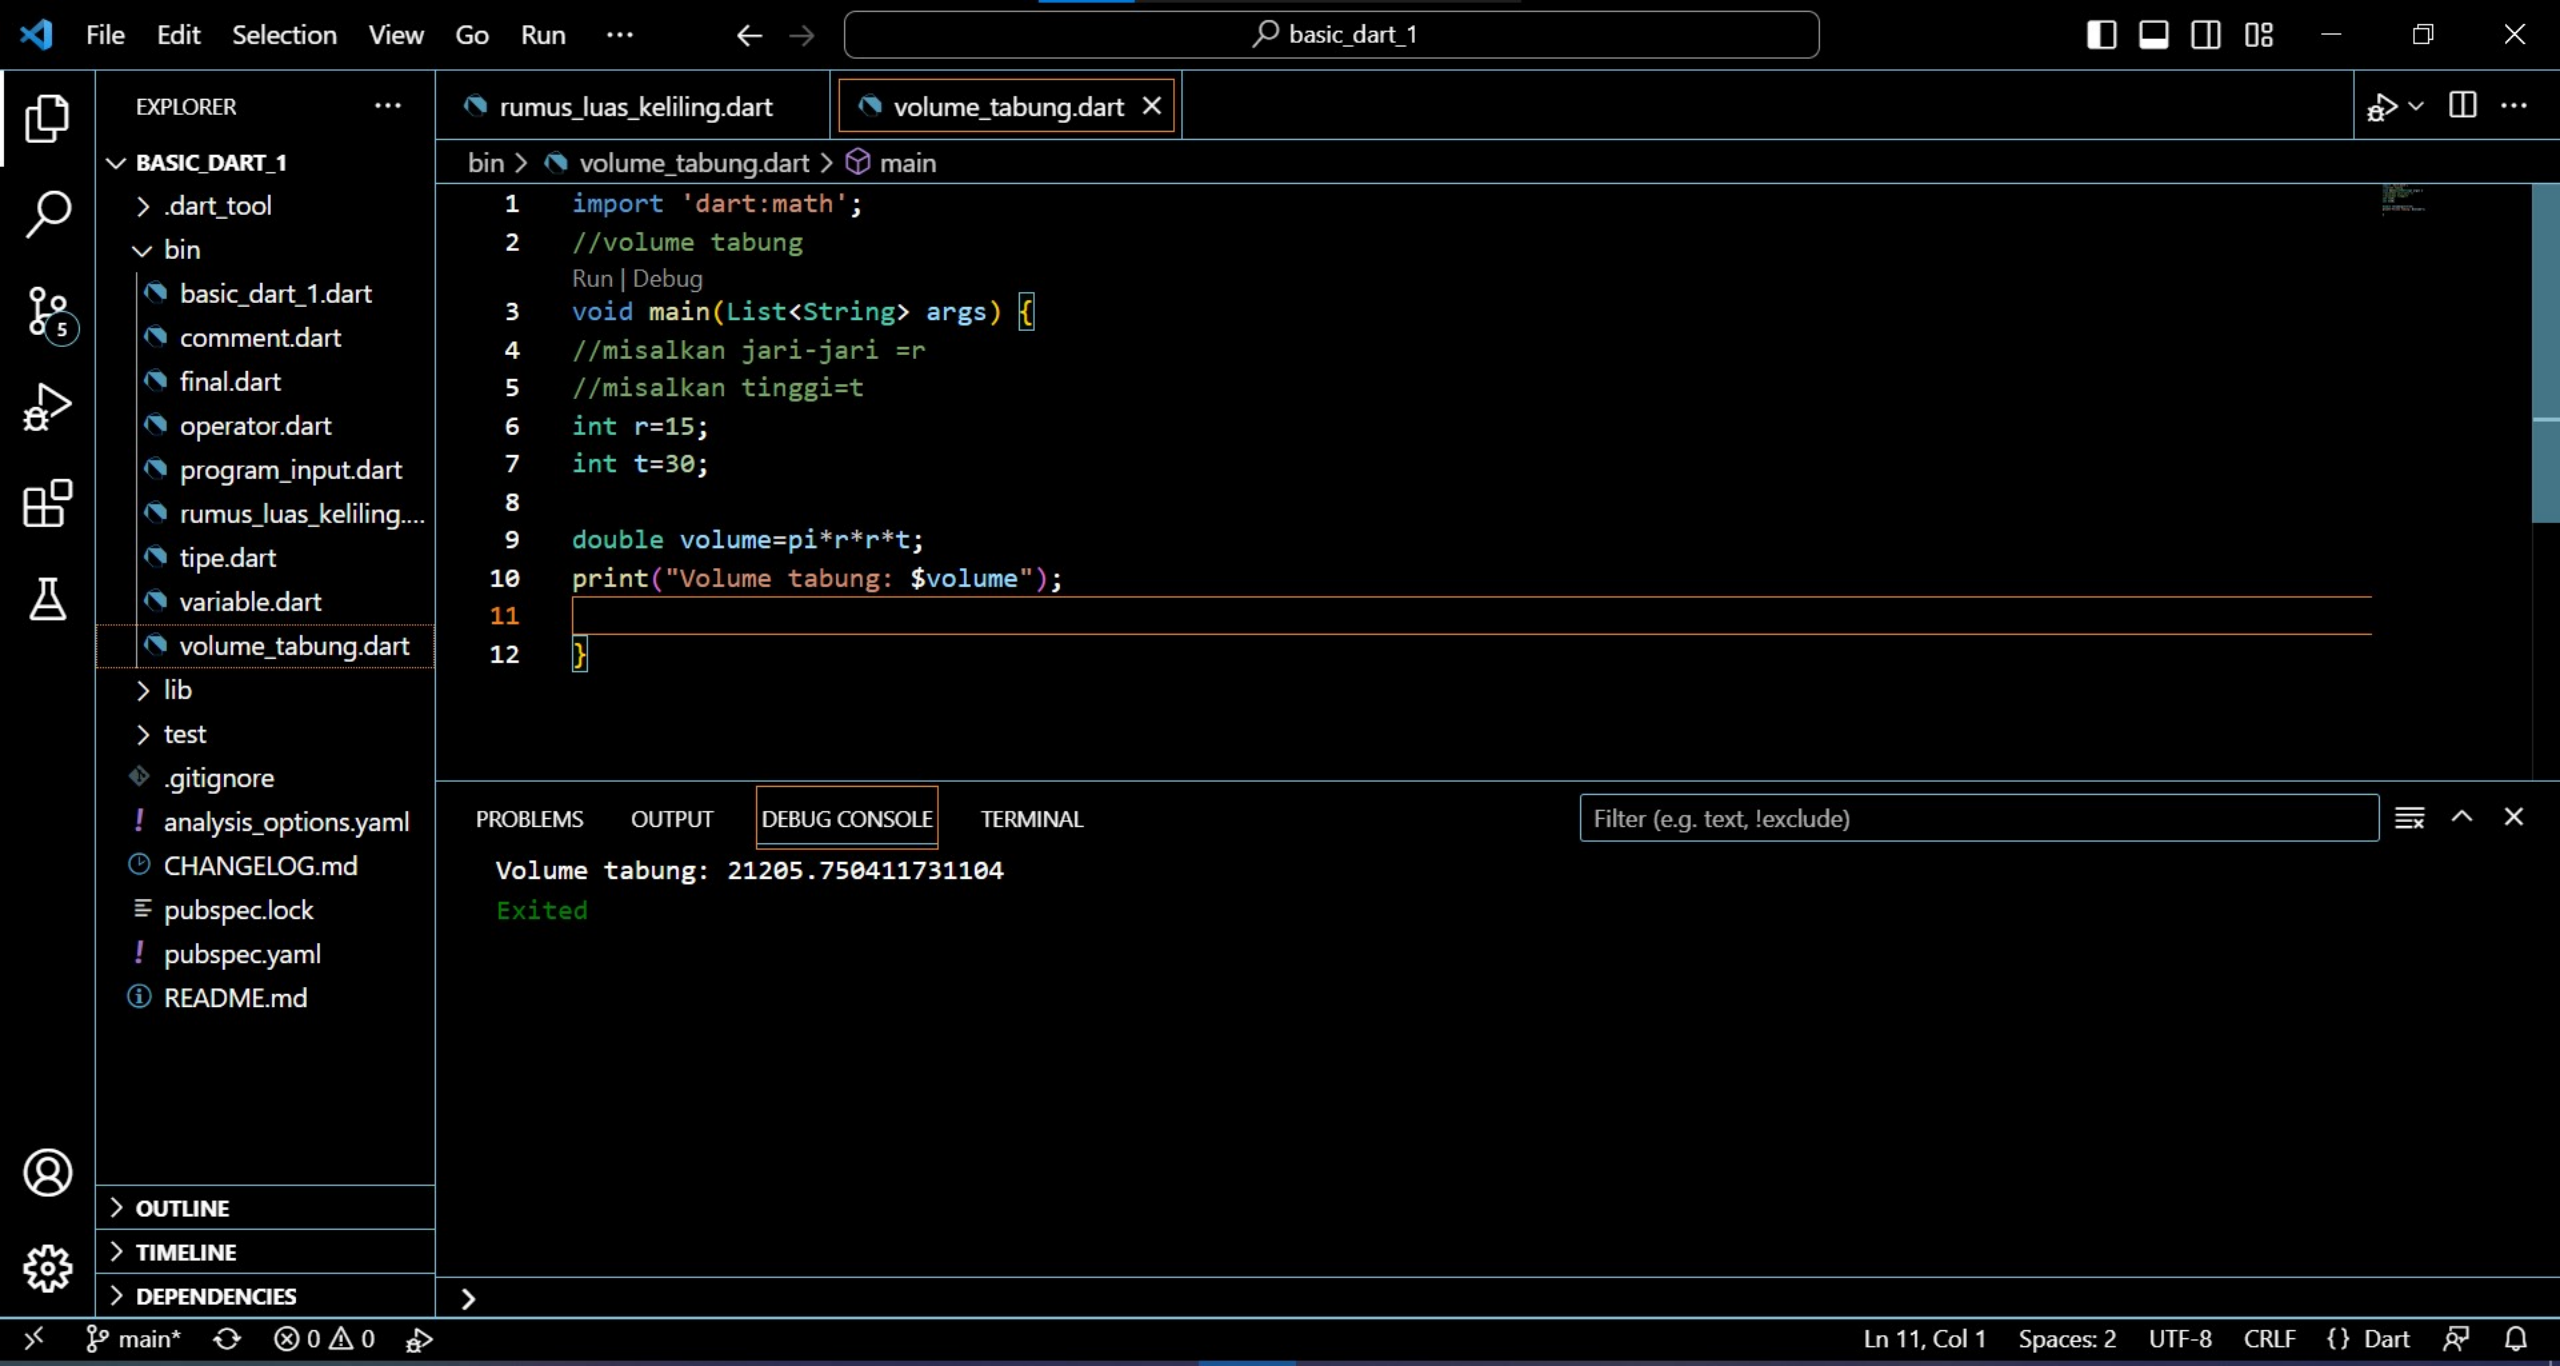 File Edit Selection View Go Run ···
basic_dart_1
EXPLORER ···
BASIC_DART_1
.dart_tool
bin
basic_dart_1.dart
comment.dart
final.dart
operator.dart
program_input.dart
rumus_luas_keliling....
tipe.dart
variable.dart
volume_tabung.dart
lib
test
.gitignore
analysis_options.yaml
CHANGELOG.md
pubspec.lock
pubspec.yaml
README.md
OUTLINE
TIMELINE
DEPENDENCIES
5
rumus_luas_keliling.dart volume_tabung.dart
bin > volume_tabung.dart > main
1 import 'dart:math';
2 //volume tabung
Run | Debug
3 void main(List<String> args) {
4 //misalkan jari-jari =r
5 //misalkan tinggi=t
6 int r=15;
7 int t=30;
8
9 double volume=pi*r*r*t;
10 print("Volume tabung: $volume");
11
12 }
PROBLEMS OUTPUT DEBUG CONSOLE TERMINAL Filter (e.g. text, !exclude)
Volume tabung: 21205.750411731104
Exited
>
main* 0 0 Ln 11, Col 1 Spaces: 2 UTF-8 CRLF {} Dart